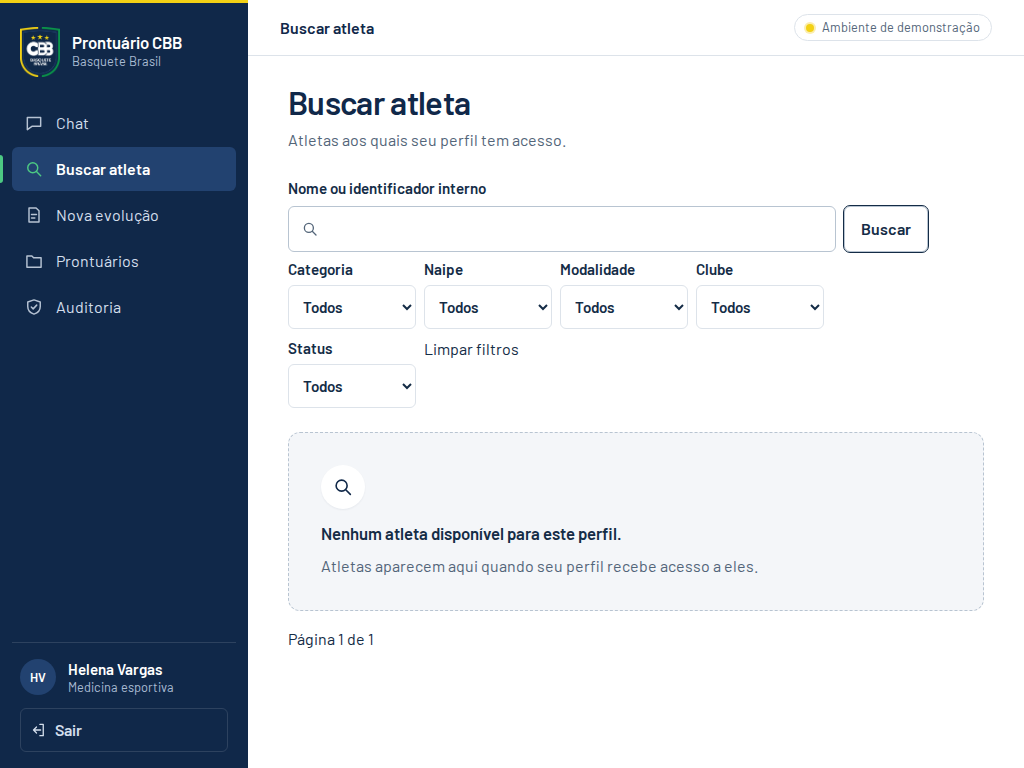 CBB
Prontuário CBB
Basquete Brasil
Chat
Buscar atleta
Nova evolução
Prontuários
Auditoria
Helena Vargas
HV
Medicina esportiva
Sair
Buscar atleta
Ambiente de demonstração
Buscar atleta
Atletas aos quais seu perfil tem acesso.
Nome ou identificador interno
Buscar
Categoria Naipe Modalidade Clube
Todos Todos Todos Todos
Status Limpar filtros
Todos
Nenhum atleta disponível para este perfil.
Atletas aparecem aqui quando seu perfil recebe acesso a eles.
Página 1 de 1